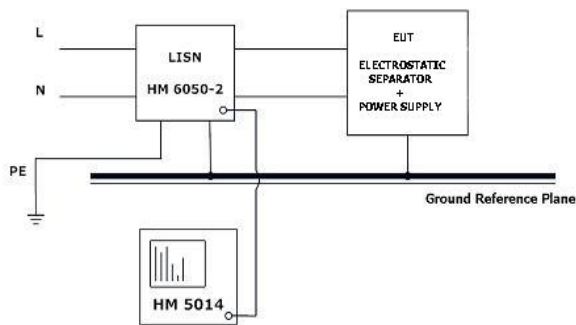 L
LISN
HM 6050-2
N
EUT
ELECTROSTATIC
SEPARATOR
+
POWER SUPPLY
PE
Ground Reference Plane
HM 5014